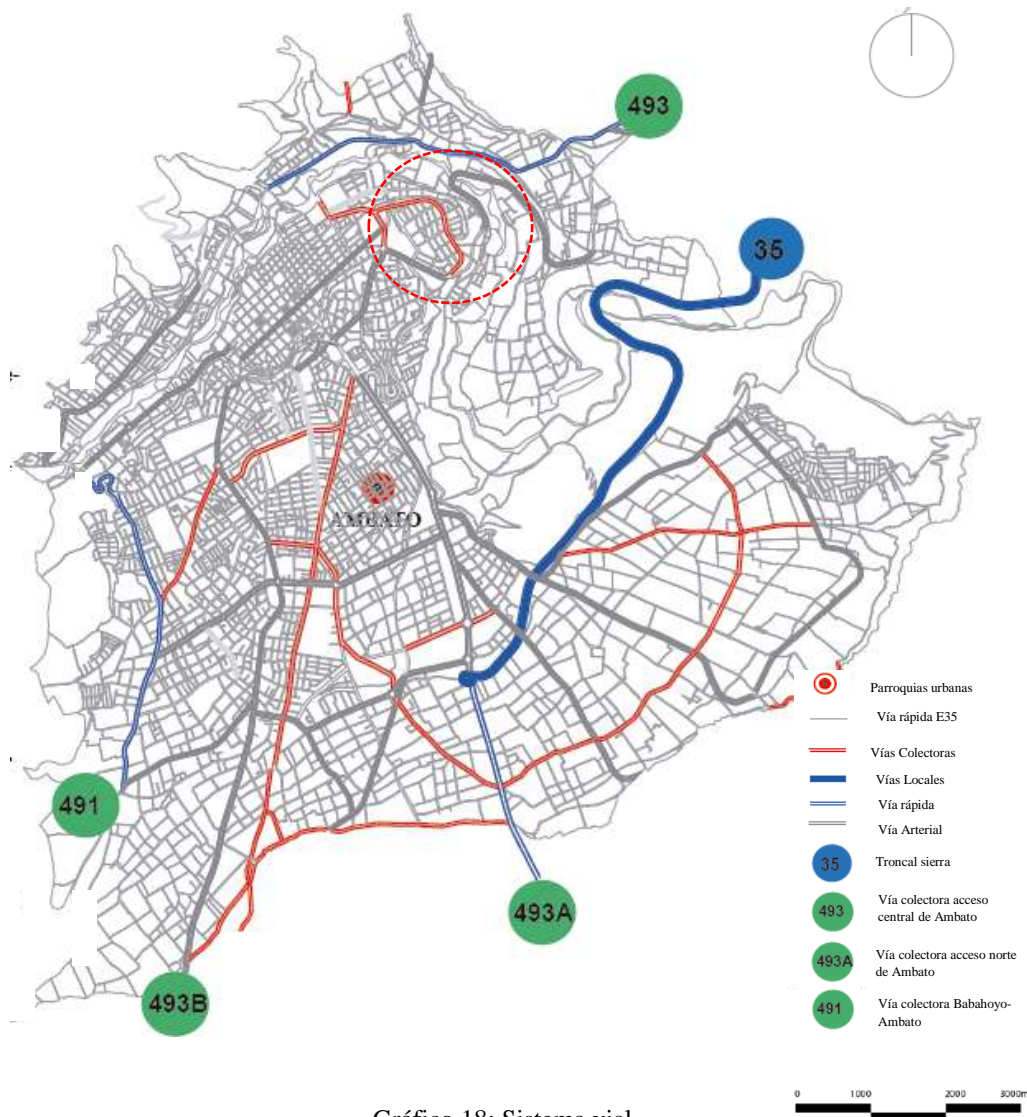 493
35
AMBATO
491
493A
493B
Parroquias urbanas
Vía rápida E35
Vías Colectoras
Vías Locales
Vía rápida
Vía Arterial
35
Troncal sierra
493
Vía colectora acceso
central de Ambato
493A
Vía colectora acceso norte
de Ambato
491
Vía colectora Babahoyo-
Ambato
0 1000 2000 3000m